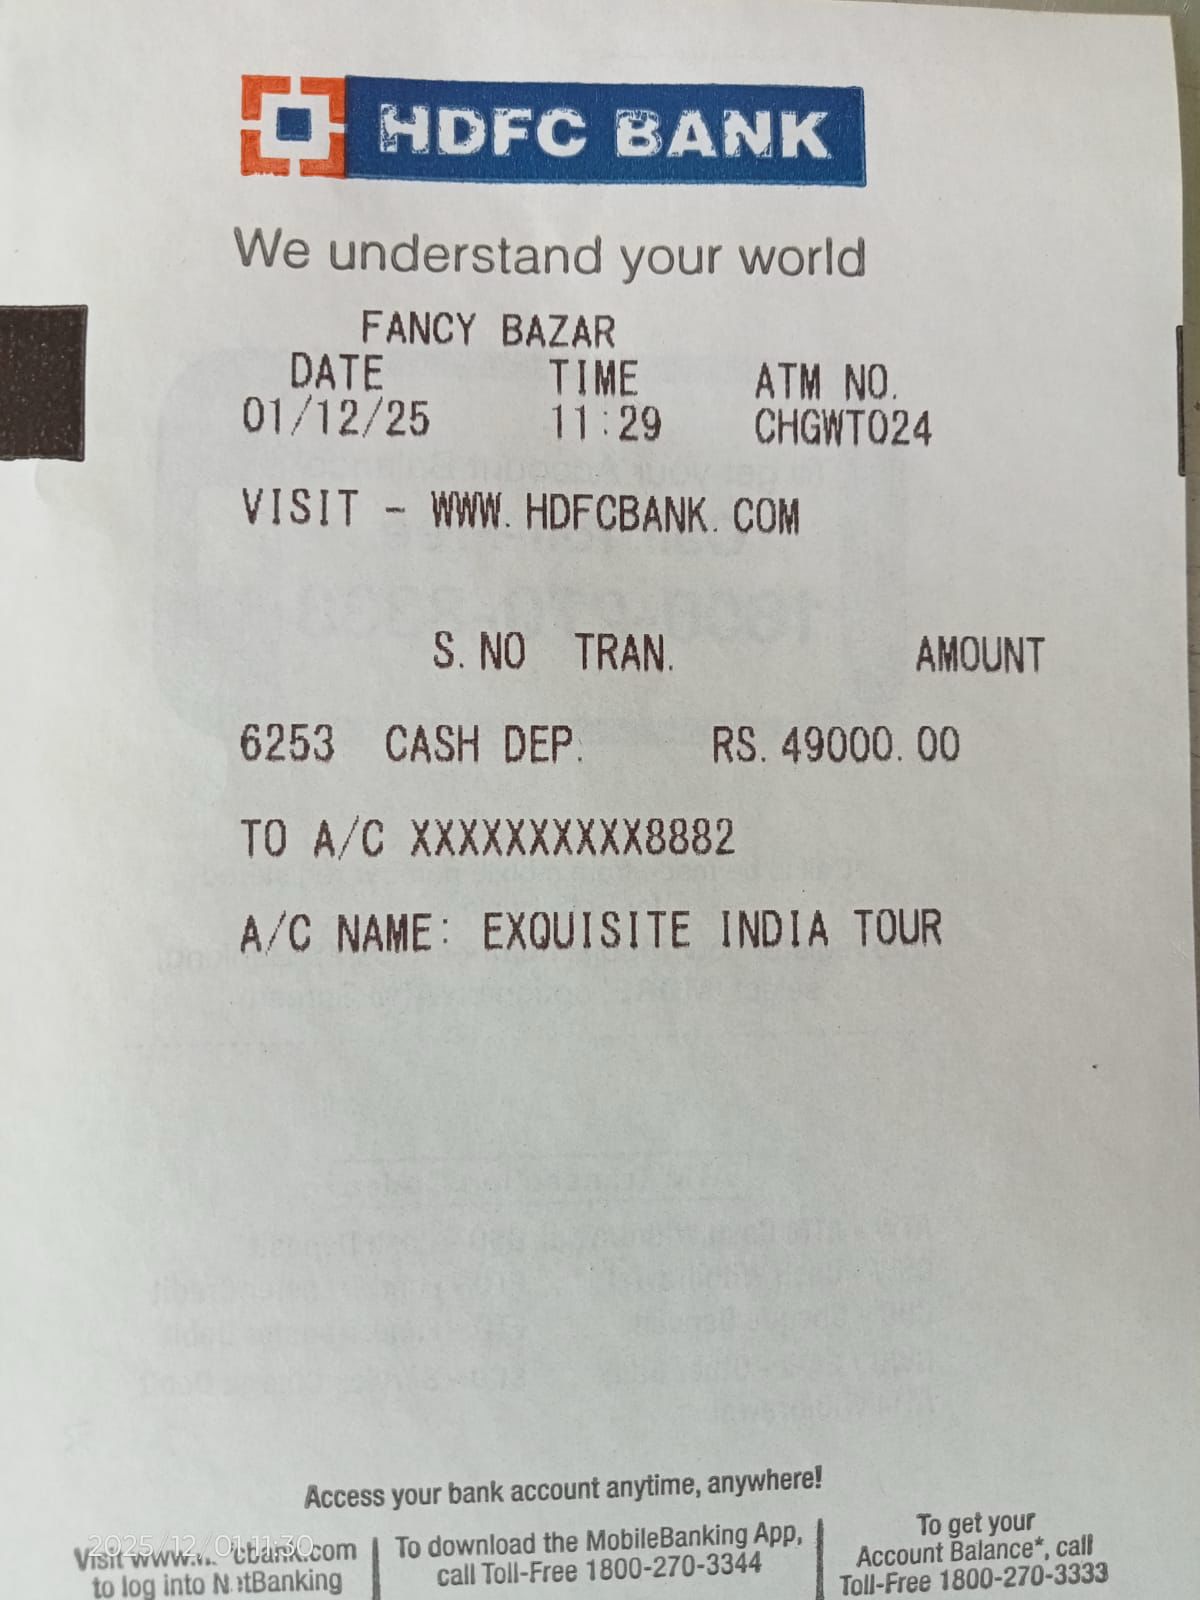 HDFC BANK
We understand your world
FANCY BAZAR
DATE TIME ATM NO.
01/12/25 11:29 CHGWT024
VISIT - WWW.HDFCBANK.COM
S.NO TRAN. AMOUNT
6253 CASH DEP. RS.49000.00
TO A/C XXXXXXXXXX8882
A/C NAME: EXQUISITE INDIA TOUR
Access your bank account anytime, anywhere!
Visit
to log into NetBanking
To download the MobileBanking App,
call Toll-Free 1800-270-3344
To get your
Account Balance*, call
Toll-Free 1800-270-3333
2025/12/01 11:30